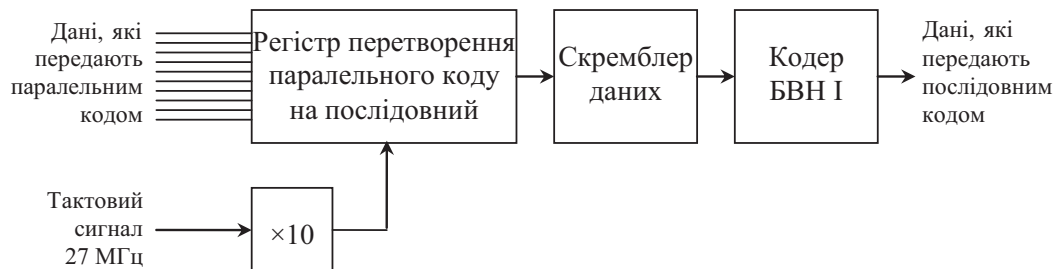 Дані, які
передають
паралельним
кодом
Регістр перетворення
паралельного коду
на послідовний
Скремблер
даних
Кодер
БВН І
Дані, які
передають
послідовним
кодом
Тактовий
сигнал
27 МГц
×10